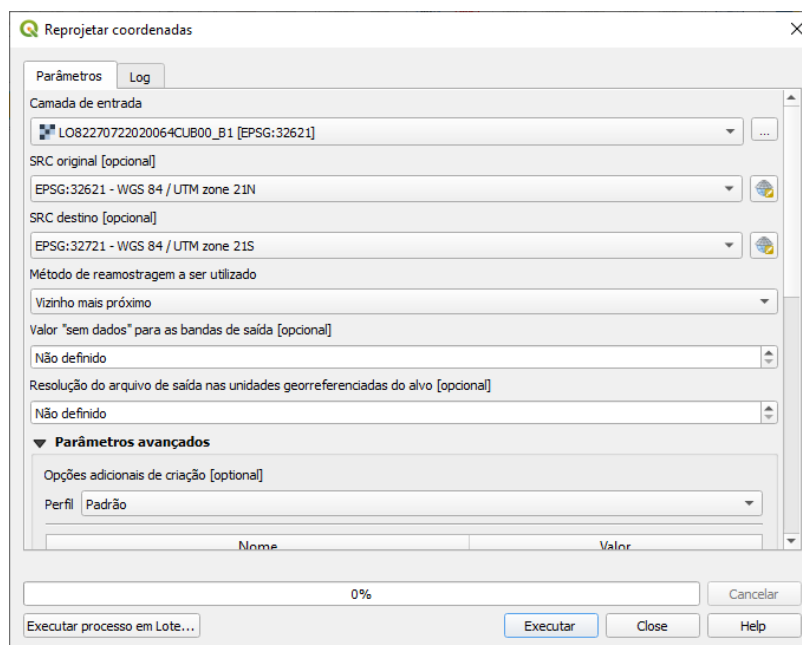 Reprojetar coordenadas
Parâmetros Log
Camada de entrada
LO82270722020064CUB00_B1 [EPSG:32621]
...
SRC original [opcional]
EPSG:32621 - WGS 84 / UTM zone 21N
SRC destino [opcional]
EPSG:32721 - WGS 84 / UTM zone 21S
Método de reamostragem a ser utilizado
Vizinho mais próximo
Valor "sem dados" para as bandas de saída [opcional]
Não definido
Resolução do arquivo de saída nas unidades georreferenciadas do alvo [opcional]
Não definido
Parâmetros avançados
Opções adicionais de criação [optional]
Perfil Padrão
Nome Valor
0% Cancelar
Executar processo em Lote... Executar Close Help